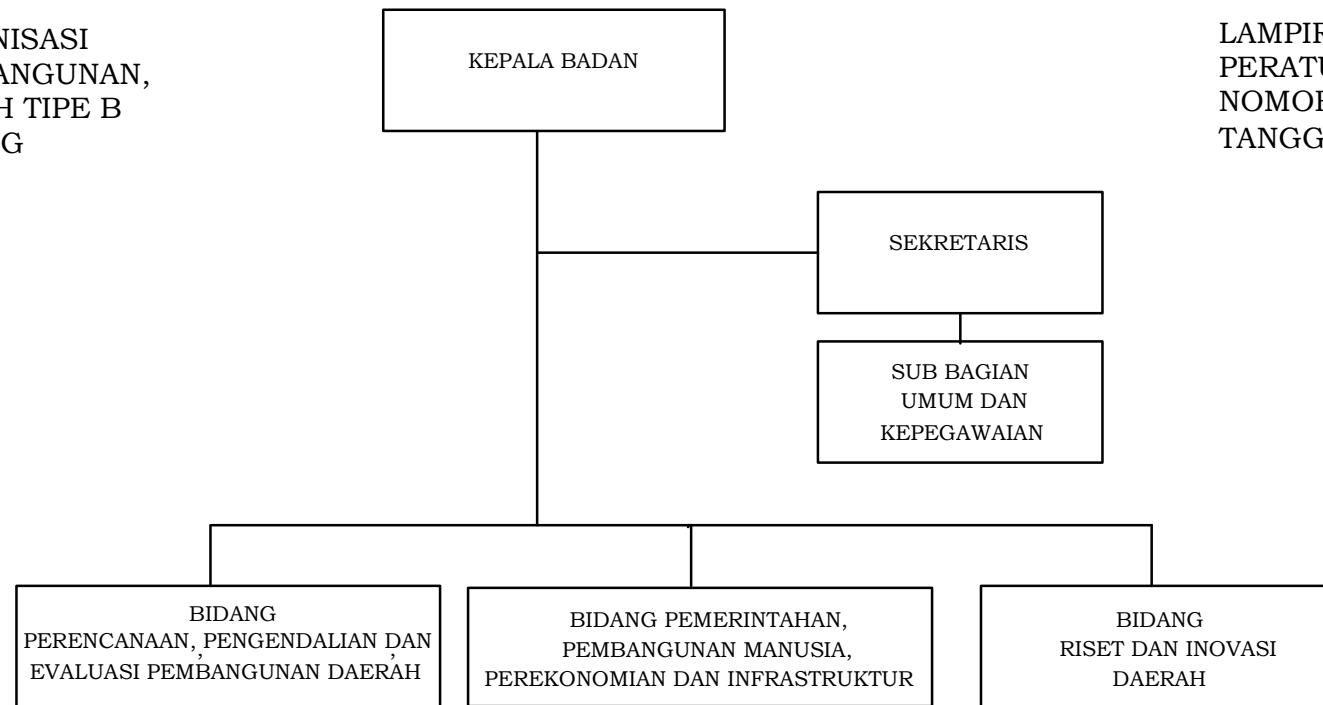 NISASI
ANGUNAN,
H TIPE B
G
KEPALA BADAN
LAMPIR
PERATU
NOMOR
TANGG
SEKRETARIS
SUB BAGIAN
UMUM DAN
KEPEGAWAIAN
BIDANG
PERENCANAAN, PENGENDALIAN DAN
EVALUASI PEMBANGUNAN DAERAH
BIDANG PEMERINTAHAN,
PEMBANGUNAN MANUSIA,
PEREKONOMIAN DAN INFRASTRUKTUR
BIDANG
RISET DAN INOVASI
DAERAH